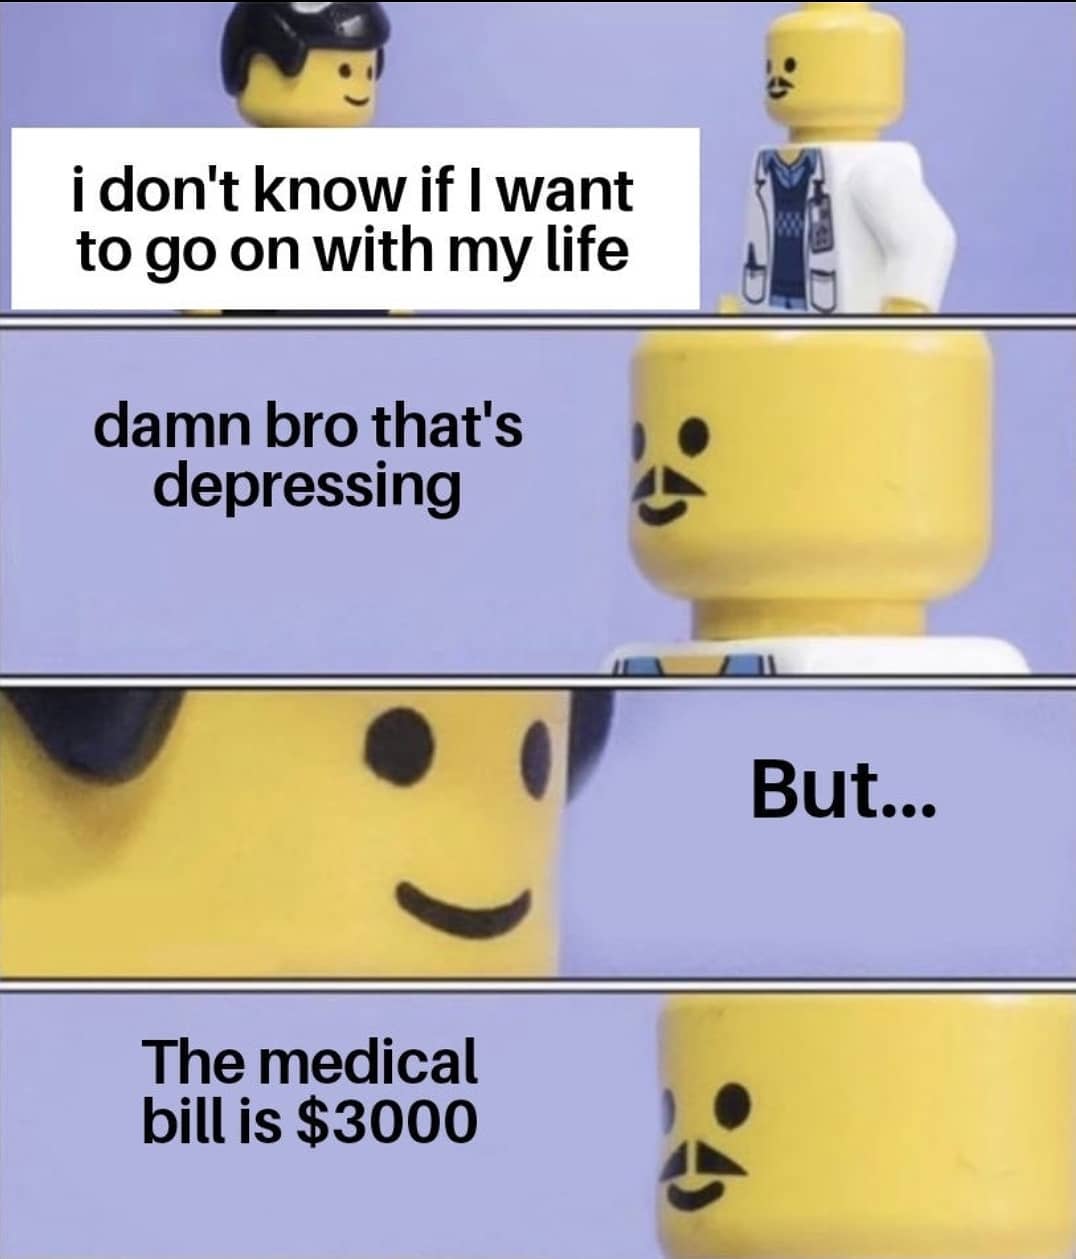 i don't know if I want
to go on with my life
damn bro that's
depressing
But...
The medical
bill is $3000